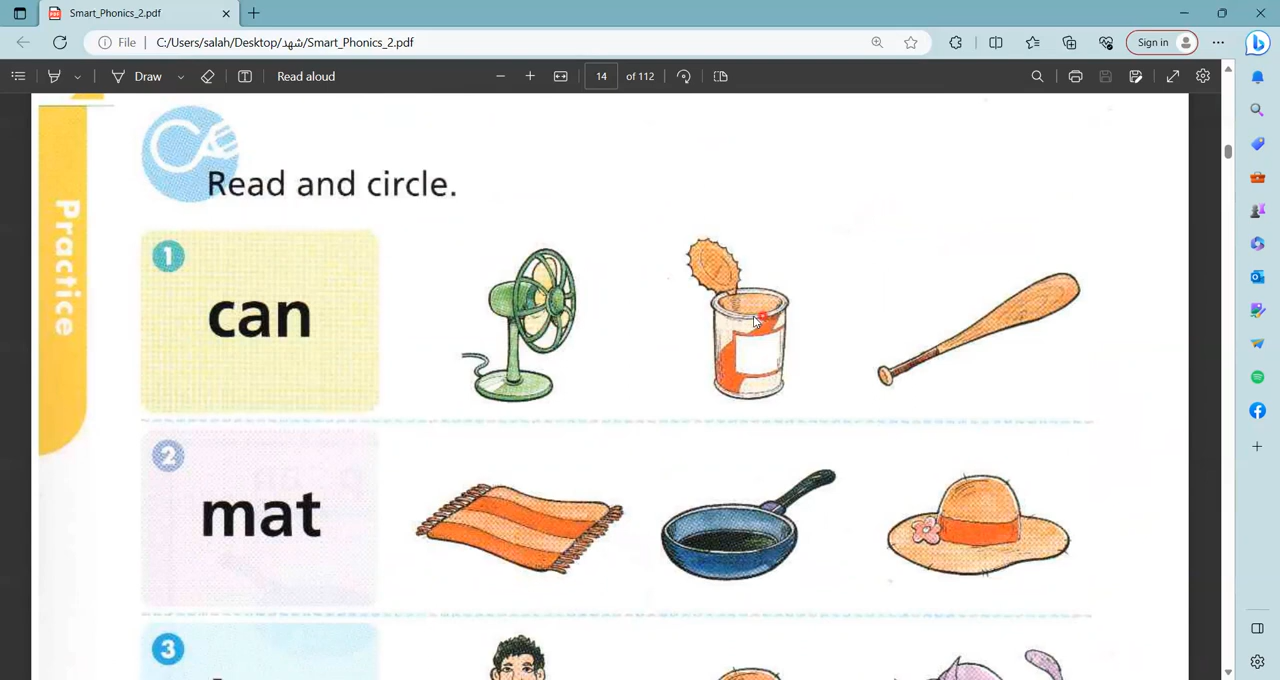 Smart_Phonics_2.pdf
File C:/Users/salah/Desktop/شهد/Smart_Phonics_2.pdf
Sign in
Draw
Read aloud
14 of 112
Practice
Read and circle.
1
can
2
mat
3